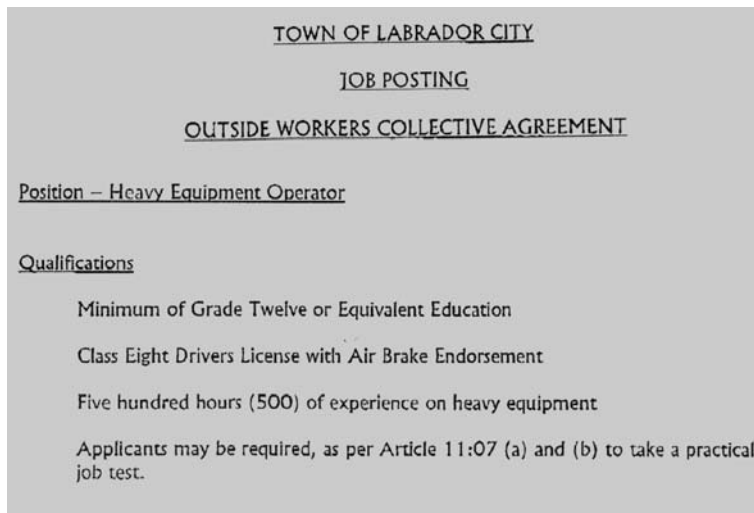 TOWN OF LABRADOR CITY
JOB POSTING
OUTSIDE WORKERS COLLECTIVE AGREEMENT
Position – Heavy Equipment Operator
Qualifications
Minimum of Grade Twelve or Equivalent Education
Class Eight Drivers License with Air Brake Endorsement
Five hundred hours (500) of experience on heavy equipment
Applicants may be required, as per Article 11:07 (a) and (b) to take a practical
job test.